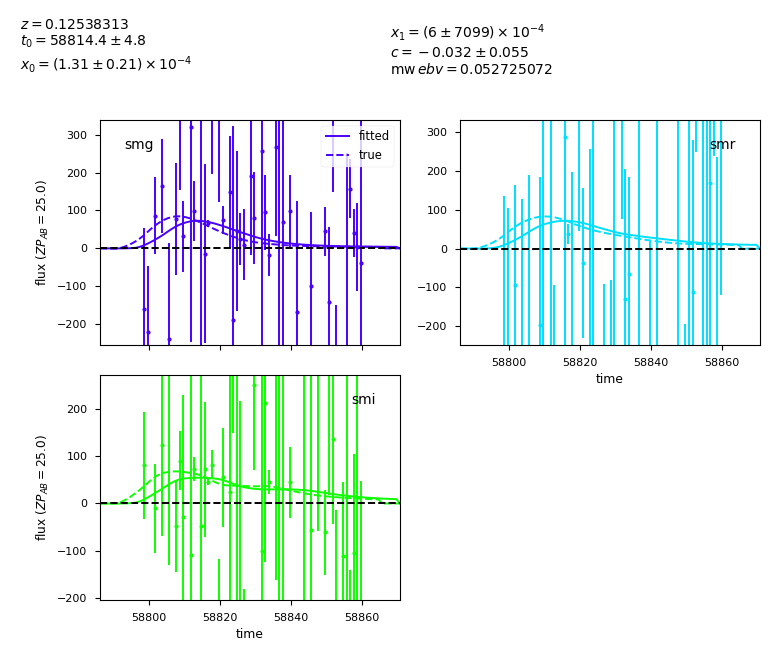 z = 0.12538313
t₀ = 58814.4 ± 4.8
x₀ = (1.31 ± 0.21) × 10⁻⁴
x₁ = (6 ± 7099) × 10⁻⁴
c = −0.032 ± 0.055
mw ebv = 0.052725072
smg
fitted
true
300
200
100
0
−100
−200
flux (ZP_AB = 25.0)
smr
300
200
100
0
−100
−200
58800
58820
58840
58860
time
smi
200
100
0
−100
−200
flux (ZP_AB = 25.0)
58800
58820
58840
58860
time